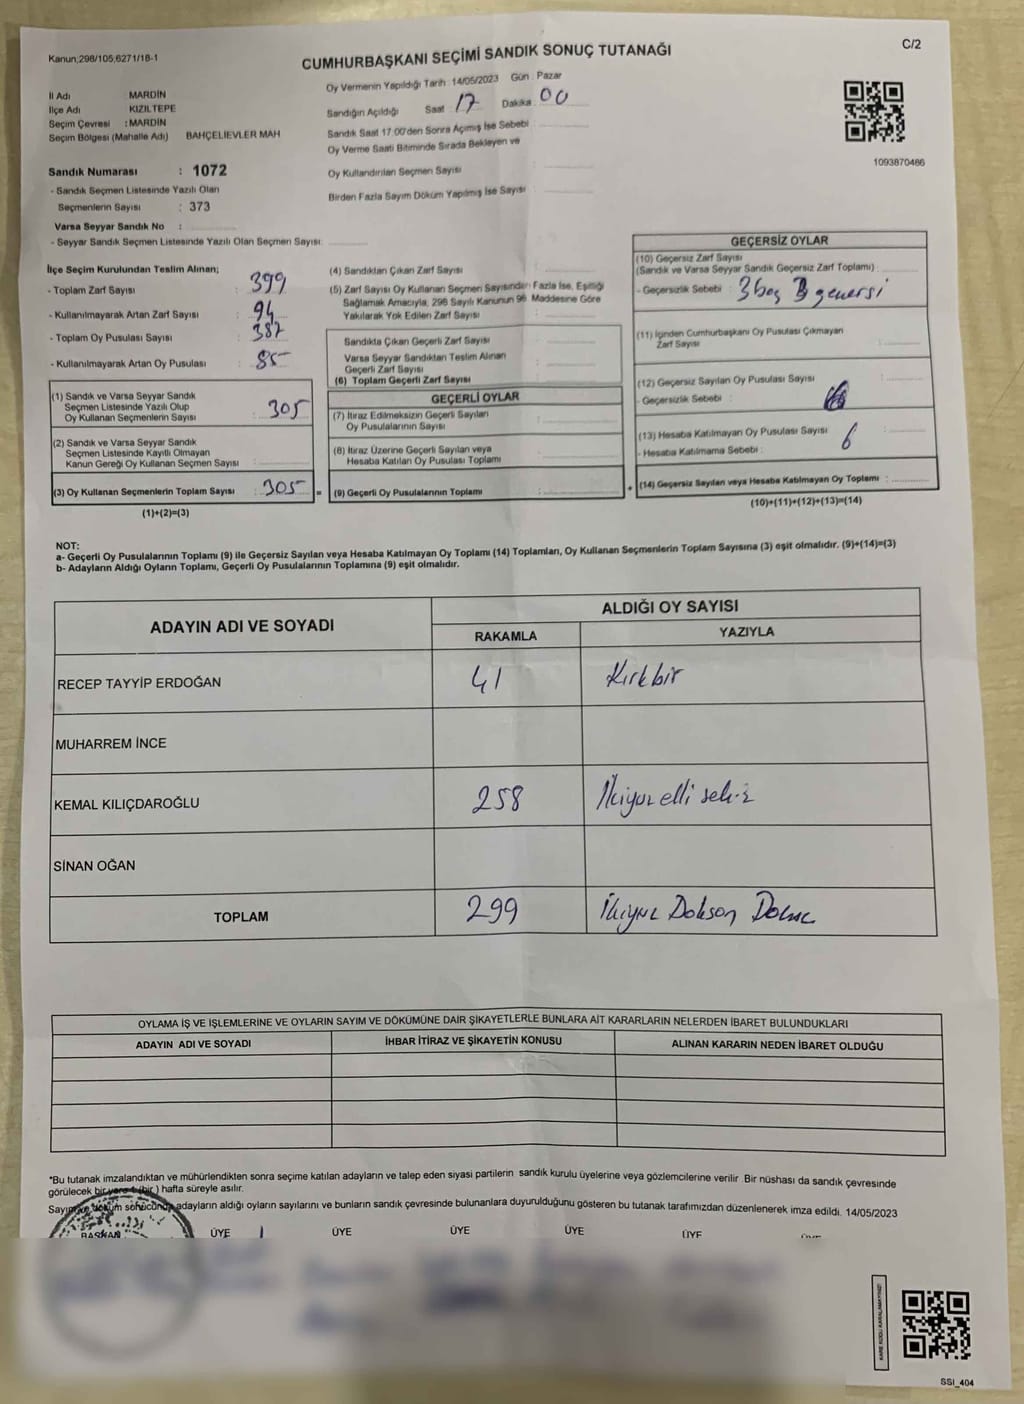 Kanun;298/105,6271/18-1
C/2
CUMHURBAŞKANI SEÇİMİ SANDIK SONUÇ TUTANAĞI
İl Adı MARDİN
İlçe Adı KIZILTEPE
Seçim Çevresi : MARDİN
Seçim Bölgesi (Mahalle Adı) BAHÇELİEVLER MAH
Oy Vermenin Yapıldığı Tarih : 14/05/2023 Gün : Pazar
Sandığın Açıldığı Saat : 17 Dakika : 00
Sandık Saat 17.00'den Sonra Açımış İse Sebebi :
Oy Verme Saati Bitiminde Sırada Bekleyen ve
Oy Kullandırılan Seçmen Sayısı :
Birden Fazla Sayım Döküm Yapılmış İse Sayısı :
1093870486
Sandık Numarası : 1072
- Sandık Seçmen Listesinde Yazılı Olan
Seçmenlerin Sayısı : 373
Varsa Seyyar Sandık No :
- Seyyar Sandık Seçmen Listesinde Yazılı Olan Seçmen Sayısı:
İlçe Seçim Kurulundan Teslim Alınan;
- Toplam Zarf Sayısı : 399
- Kullanılmayarak Artan Zarf Sayısı : 94
- Toplam Oy Pusulası Sayısı : 387
- Kullanılmayarak Artan Oy Pusulası : 85
(1) Sandık ve Varsa Seyyar Sandık
Seçmen Listesinde Yazılı Olup
Oy Kullanan Seçmenlerin Sayısı : 305
(2) Sandık ve Varsa Seyyar Sandık
Seçmen Listesinde Kayıtlı Olmayan
Kanun Gereği Oy Kullanan Seçmen Sayısı :
(3) Oy Kullanan Seçmenlerin Toplam Sayısı : 305 =
(1)+(2)=(3)
(4) Sandıktan Çıkan Zarf Sayısı :
(5) Zarf Sayısı Oy Kullanan Seçmen Sayısından Fazla İse, Eşitliği
Sağlamak Amacıyla, 298 Sayılı Kanunun 98. Maddesine Göre
Yakılarak Yok Edilen Zarf Sayısı :
Sandıkta Çıkan Geçerli Zarf Sayısı :
Varsa Seyyar Sandıktan Teslim Alınan
Geçerli Zarf Sayısı :
(6) Toplam Geçerli Zarf Sayısı :
GEÇERLİ OYLAR
(7) İtiraz Edilmeksizin Geçerli Sayılan
Oy Pusulalarının Sayısı :
(8) İtiraz Üzerine Geçerli Sayılan veya
Hesaba Katılan Oy Pusulası Toplamı :
(9) Geçerli Oy Pusulalarının Toplamı : +
GEÇERSİZ OYLAR
(10) Geçersiz Zarf Sayısı
(Sandık ve Varsa Seyyar Sandık Geçersiz Zarf Toplamı) :
- Geçersizlik Sebebi : 3 boş 3
(11) İçinden Cumhurbaşkanı Oy Pusulası Çıkmayan
Zarf Sayısı :
(12) Geçersiz Sayılan Oy Pusulası Sayısı :
- Geçersizlik Sebebi :
(13) Hesaba Katılmayan Oy Pusulası Sayısı : 6
- Hesaba Katılmama Sebebi :
(14) Geçersiz Sayılan veya Hesaba Katılmayan Oy Toplamı :
(10)+(11)+(12)+(13)=(14)
NOT:
a- Geçerli Oy Pusulalarının Toplamı (9) ile Geçersiz Sayılan veya Hesaba Katılmayan Oy Toplamı (14) Toplamları, Oy Kullanan Seçmenlerin Toplam Sayısına (3) eşit olmalıdır. (9)+(14)=(3)
b- Adayların Aldığı Oyların Toplamı, Geçerli Oy Pusulalarının Toplamına (9) eşit olmalıdır.
ADAYIN ADI VE SOYADI
ALDIĞI OY SAYISI
RAKAMLA YAZIYLA
RECEP TAYYİP ERDOĞAN 41 Kırkbir
MUHARREM İNCE
KEMAL KILIÇDAROĞLU 258 İkiyüz elli sekiz
SİNAN OĞAN
TOPLAM 299 İkiyüz Dokson Dokuz
OYLAMA İŞ VE İŞLEMLERİNE VE OYLARIN SAYIM VE DÖKÜMÜNE DAİR ŞİKAYETLERLE BUNLARA AİT KARARLARIN NELERDEN İBARET BULUNDUKLARI
ADAYIN ADI VE SOYADI İHBAR İTİRAZ VE ŞİKAYETİN KONUSU ALINAN KARARIN NEDEN İBARET OLDUĞU
*Bu tutanak imzalandıktan ve mühürlendikten sonra seçime katılan adayların ve talep eden siyasi partilerin sandık kurulu üyelerine veya gözlemcilerine verilir. Bir nüshası da sandık çevresinde
görülecek bir yere 1 (bir) hafta süreyle asılır.
Sayım ve döküm sonucunda adayların aldığı oyların sayılarını ve bunların sandık çevresinde bulunanlara duyurulduğunu gösteren bu tutanak tarafımızdan düzenlenerek imza edildi. 14/05/2023
BAŞKAN ÜYE ÜYE ÜYE ÜYE ÜYE ÜYE
KARE KODU KARALAMAYINIZ!
SSI_404